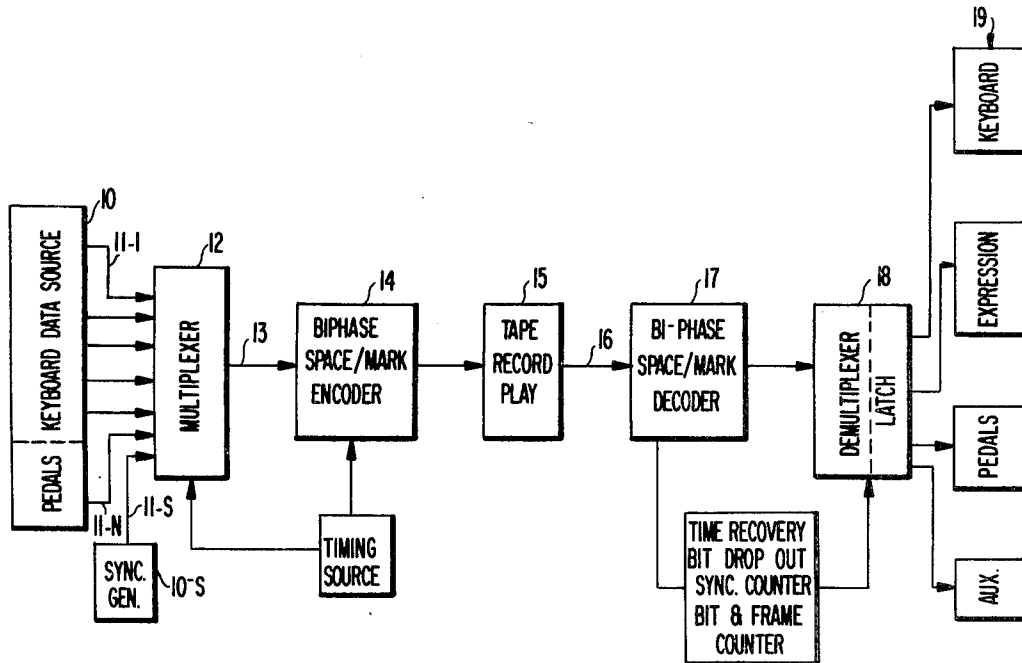 10
KEYBOARD DATA SOURCE
PEDALS
11-1
11-N
11-S
SYNC.
GEN.
10-S
12
MULTIPLEXER
13
14
BIPHASE
SPACE/MARK
ENCODER
TIMING
SOURCE
15
TAPE
RECORD
PLAY
16
17
BI-PHASE
SPACE/MARK
DECODER
TIME RECOVERY
BIT DROP OUT
SYNC. COUNTER
BIT & FRAME
COUNTER
18
DEMULTIPLEXER
LATCH
19
KEYBOARD
EXPRESSION
PEDALS
AUX.